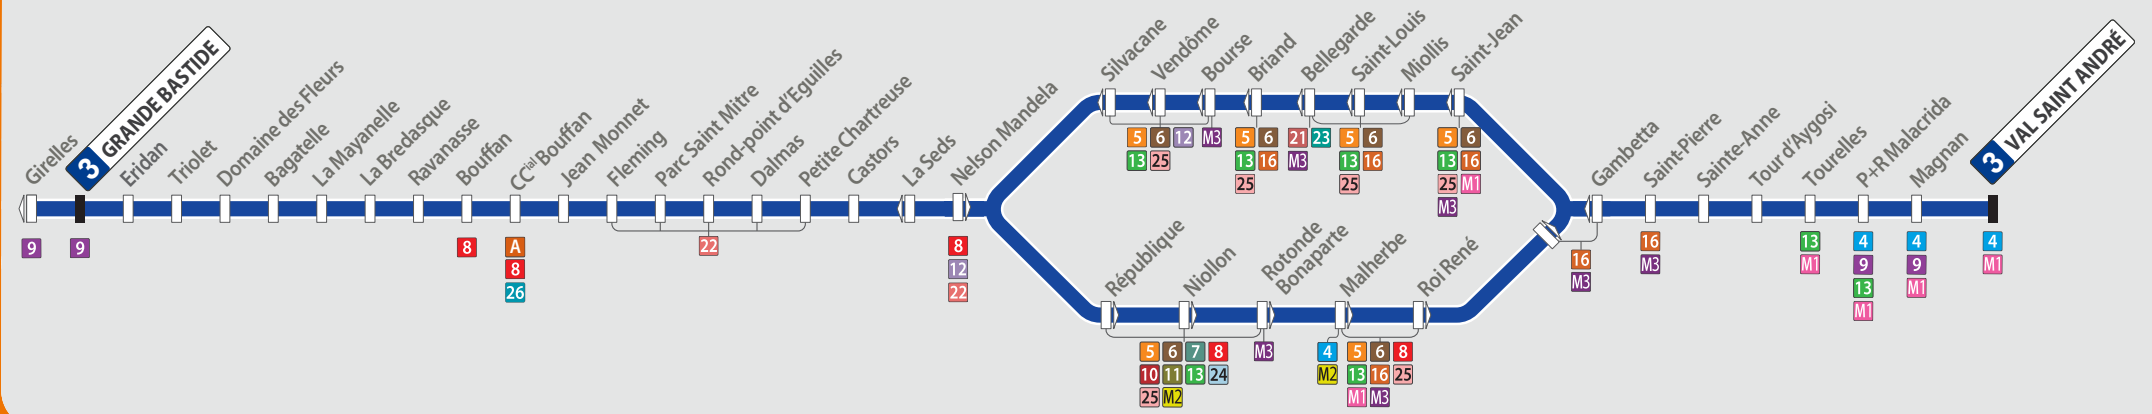 Girelles
3 GRANDE BASTIDE
Eridan
Triolet
Domaine des Fleurs
Bagatelle
La Mayanelle
La Bredasque
Ravanasse
Bouffan
CCial Bouffan
Jean Monnet
Fleming
Parc Saint Mitre
Rond-point d'Eguilles
Dalmas
Petite Chartreuse
Castors
La Seds
Nelson Mandela
9
9
8
A
8
26
22
8
12
22
Silvacane
Vendôme
Bourse
Briand
Bellegarde
Saint-Louis
Miollis
Saint-Jean
5 6 12
13 25
M3
5 6
13 16
25
21 23
M3
5 6
13 16
25
5 6
13 16
25 M1
M3
République
Niollon
Rotonde
Bonaparte
Malherbe
Roi René
5 6 7 8
10 11 13 24
25 M2
M3
4
M2
5 6 8
13 16 25
M1 M3
Gambetta
Saint-Pierre
Sainte-Anne
Tour d'Aygosi
Tourelles
P+R Malacrida
Magnan
3 VAL SAINT ANDRÉ
16
M3
16
M3
13
M1
4
9
13
M1
4
9
M1
4
M1